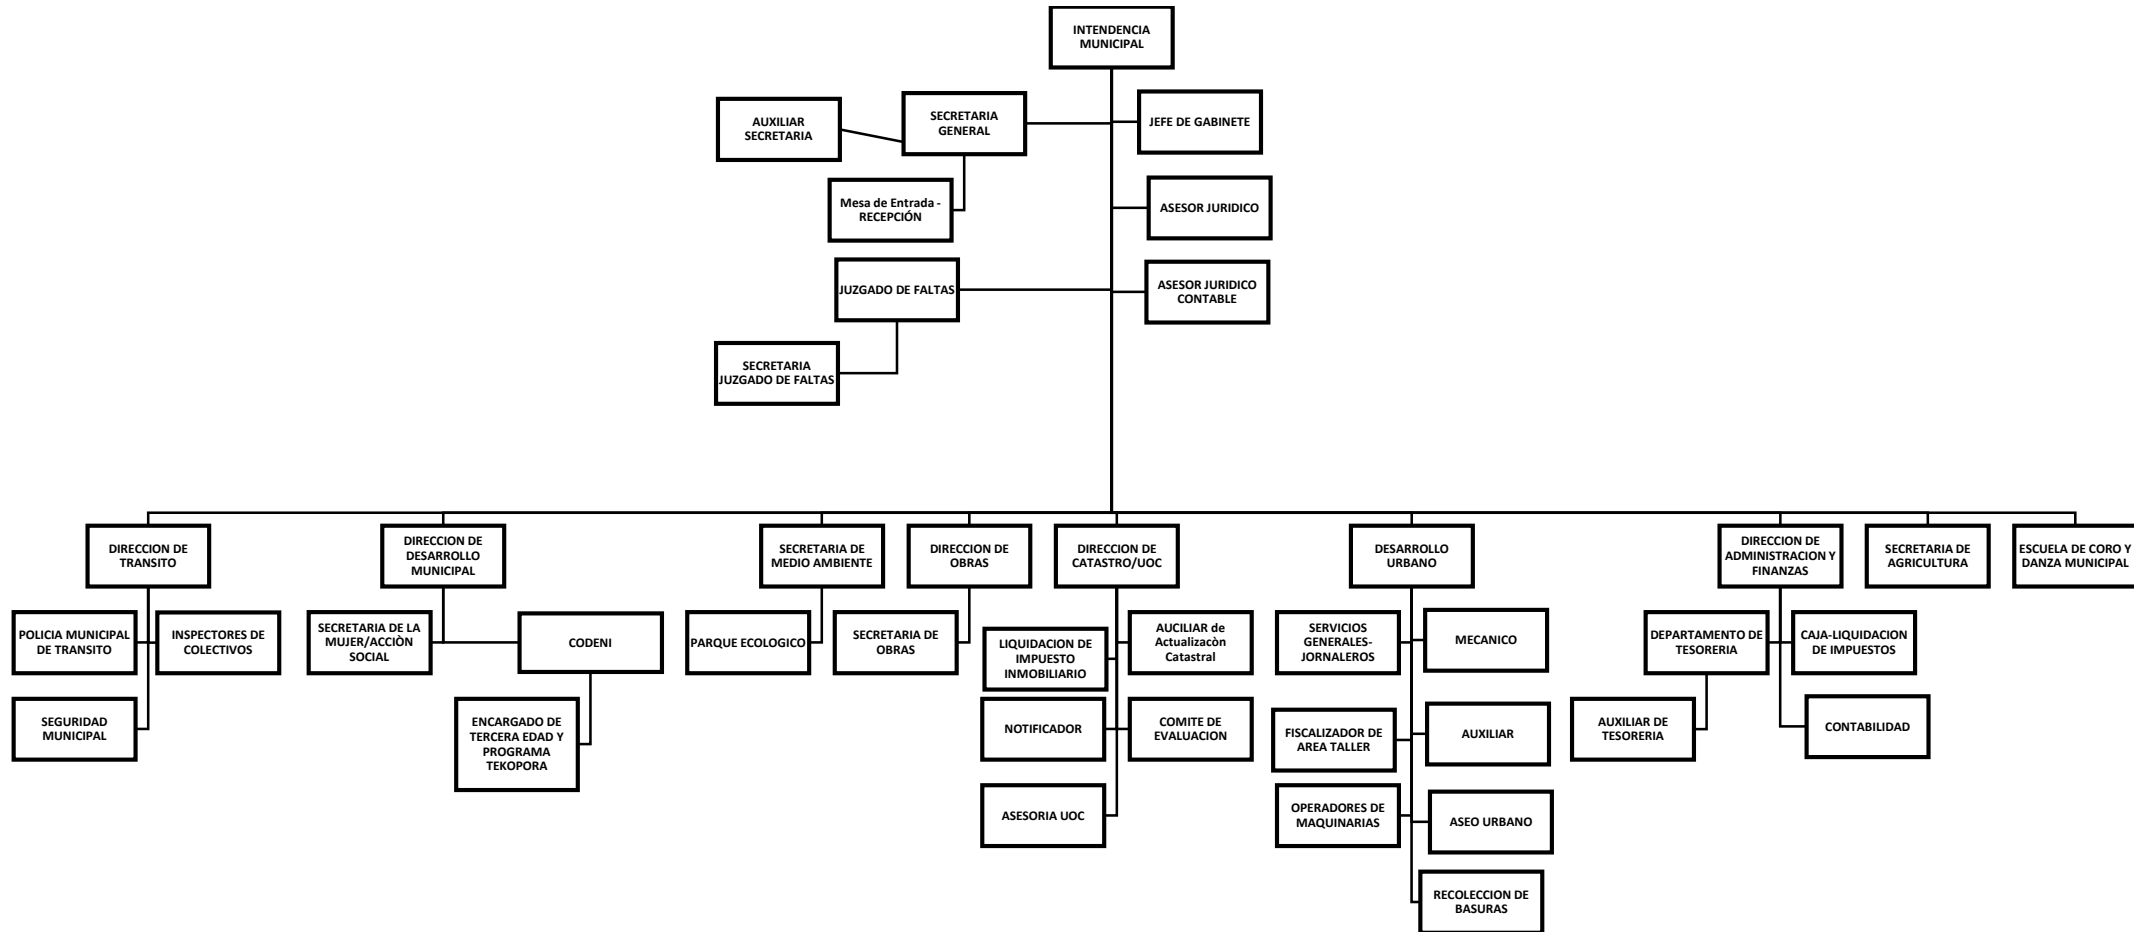 INTENDENCIA
MUNICIPAL
AUXILIAR
SECRETARIA
SECRETARIA
GENERAL
JEFE DE GABINETE
Mesa de Entrada -
RECEPCIÓN
ASESOR JURIDICO
JUZGADO DE FALTAS
ASESOR JURIDICO
CONTABLE
SECRETARIA
JUZGADO DE FALTAS
DIRECCION DE
TRANSITO
DIRECCION DE
DESARROLLO
MUNICIPAL
SECRETARIA DE
MEDIO AMBIENTE
DIRECCION DE
OBRAS
DIRECCION DE
CATASTRO/UOC
DESARROLLO
URBANO
DIRECCION DE
ADMINISTRACION Y
FINANZAS
SECRETARIA DE
AGRICULTURA
ESCUELA DE CORO Y
DANZA MUNICIPAL
POLICIA MUNICIPAL
DE TRANSITO
INSPECTORES DE
COLECTIVOS
SECRETARIA DE LA
MUJER/ACCIÒN
SOCIAL
CODENI
PARQUE ECOLOGICO
SECRETARIA DE
OBRAS
LIQUIDACION DE
IMPUESTO
INMOBILIARIO
AUCILIAR de
Actualizacòn
Catastral
SERVICIOS
GENERALES-
JORNALEROS
MECANICO
DEPARTAMENTO DE
TESORERIA
CAJA-LIQUIDACION
DE IMPUESTOS
SEGURIDAD
MUNICIPAL
ENCARGADO DE
TERCERA EDAD Y
PROGRAMA
TEKOPORA
NOTIFICADOR
COMITE DE
EVALUACION
FISCALIZADOR DE
AREA TALLER
AUXILIAR
AUXILIAR DE
TESORERIA
CONTABILIDAD
ASESORIA UOC
OPERADORES DE
MAQUINARIAS
ASEO URBANO
RECOLECCION DE
BASURAS